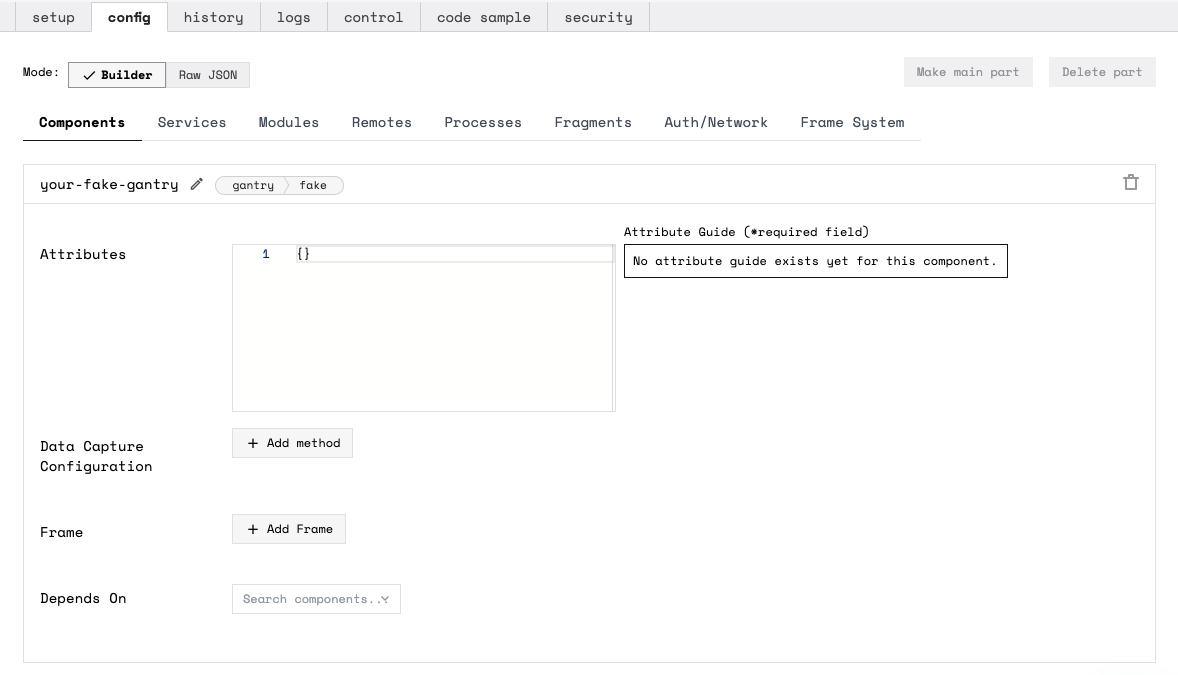 setup config history logs control code sample security
Mode: Builder Raw JSON Make main part Delete part
Components Services Modules Remotes Processes Fragments Auth/Network Frame System
your-fake-gantry gantry fake
Attribute Guide (*required field)
Attributes 1 {} No attribute guide exists yet for this component.
Data Capture + Add method
Configuration
Frame + Add Frame
Depends On Search components...